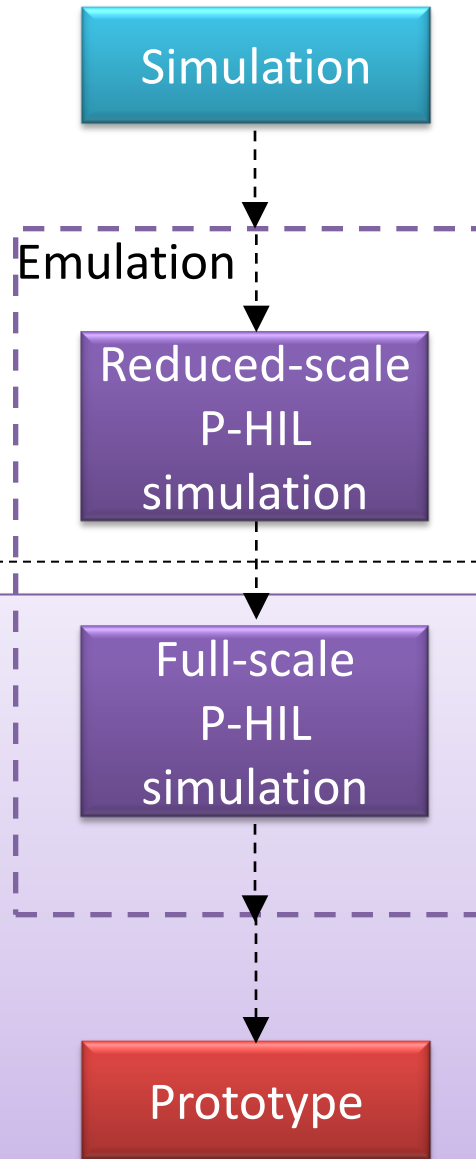 Simulation
Emulation
Reduced-scale
P-HIL
simulation
Full-scale
P-HIL
simulation
Prototype